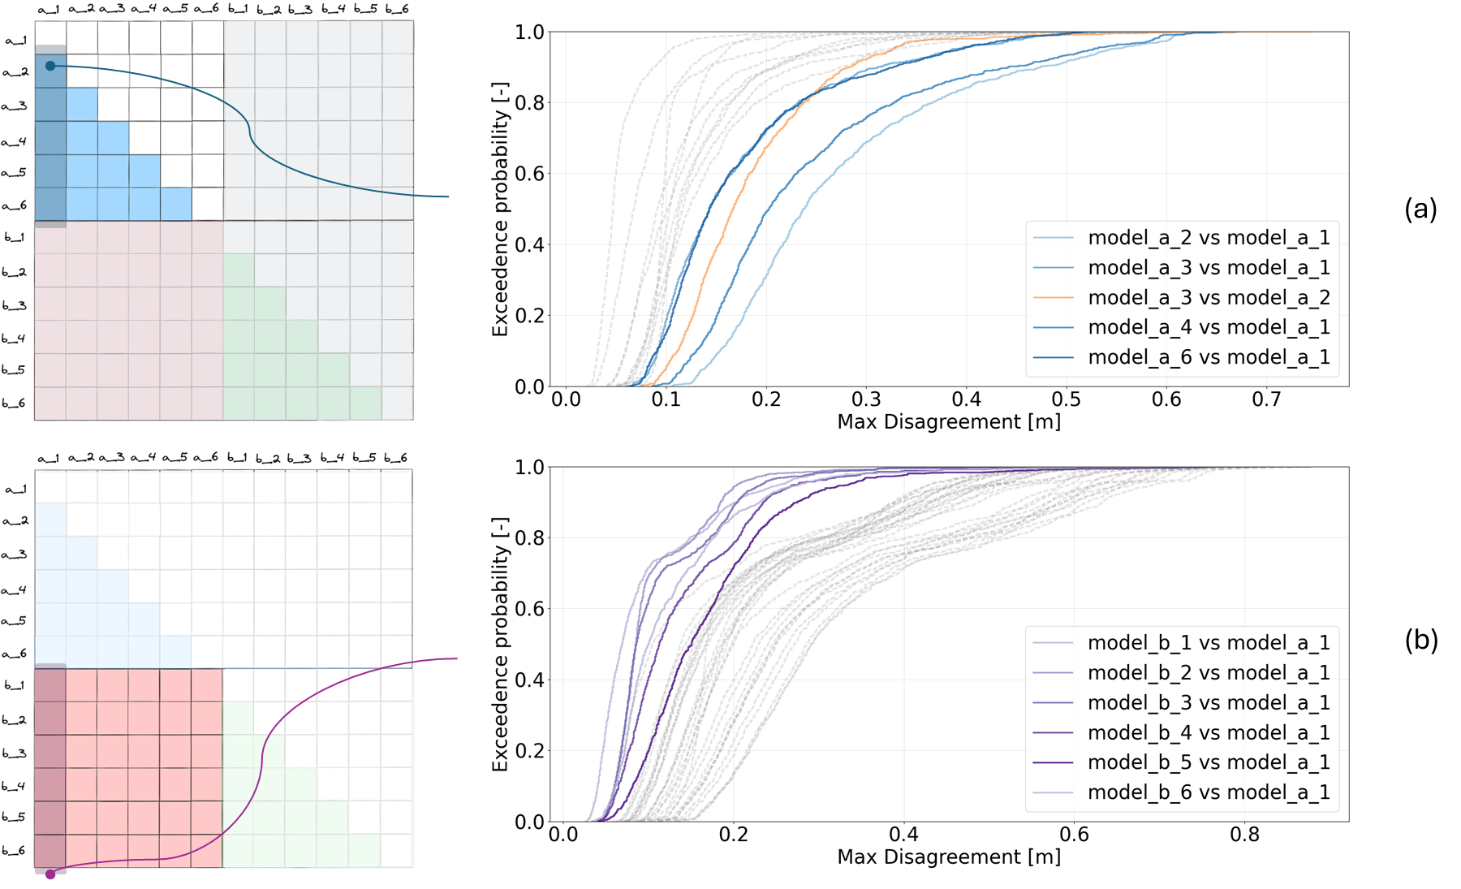 a_1 a_2 a_3 a_4 a_5 a_6 b_1 b_2 b_3 b_4 b_5 b_6
a_1
a_2
a_3
a_4
a_5
a_6
b_1
b_2
b_3
b_4
b_5
b_6
Exceedence probability [-]
1.0
0.8
0.6
0.4
0.2
0.0
0.0 0.1 0.2 0.3 0.4 0.5 0.6 0.7
Max Disagreement [m]
model_a_2 vs model_a_1
model_a_3 vs model_a_1
model_a_3 vs model_a_2
model_a_4 vs model_a_1
model_a_6 vs model_a_1
(a)
a_1 a_2 a_3 a_4 a_5 a_6 b_1 b_2 b_3 b_4 b_5 b_6
a_1
a_2
a_3
a_4
a_5
a_6
b_1
b_2
b_3
b_4
b_5
b_6
Exceedence probability [-]
1.0
0.8
0.6
0.4
0.2
0.0
0.0 0.2 0.4 0.6 0.8
Max Disagreement [m]
model_b_1 vs model_a_1
model_b_2 vs model_a_1
model_b_3 vs model_a_1
model_b_4 vs model_a_1
model_b_5 vs model_a_1
model_b_6 vs model_a_1
(b)